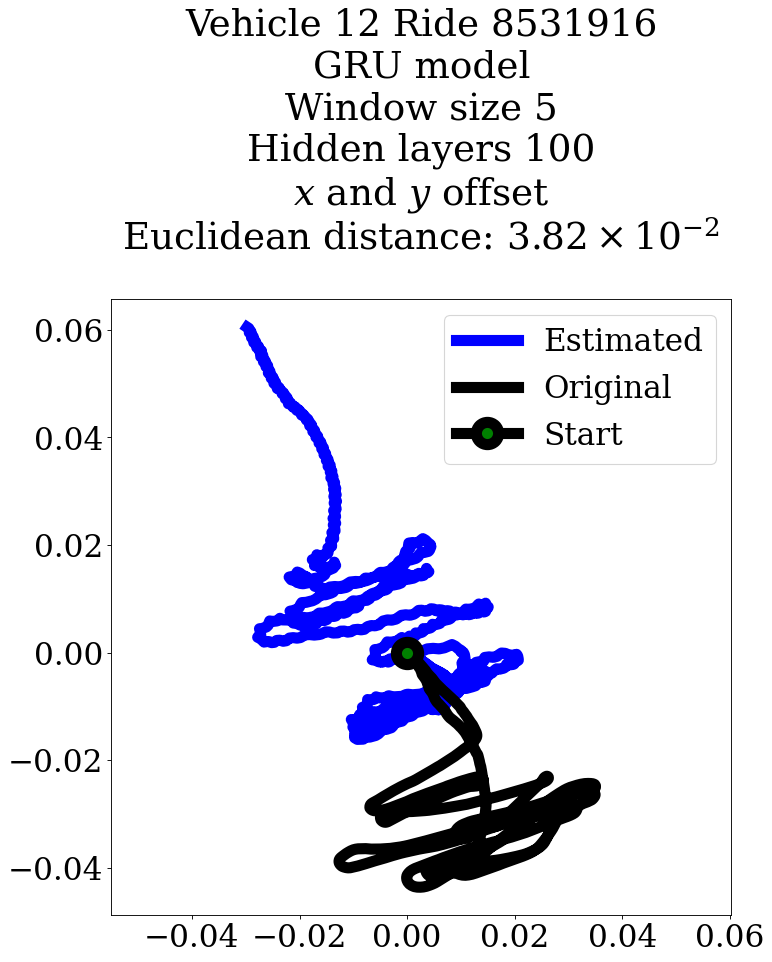 Vehicle 12 Ride 8531916
GRU model
Window size 5
Hidden layers 100
x and y offset
Euclidean distance: 3.82 × 10⁻²
Estimated
Original
Start
0.06
0.04
0.02
0.00
−0.02
−0.04
−0.04 −0.02 0.00 0.02 0.04 0.06